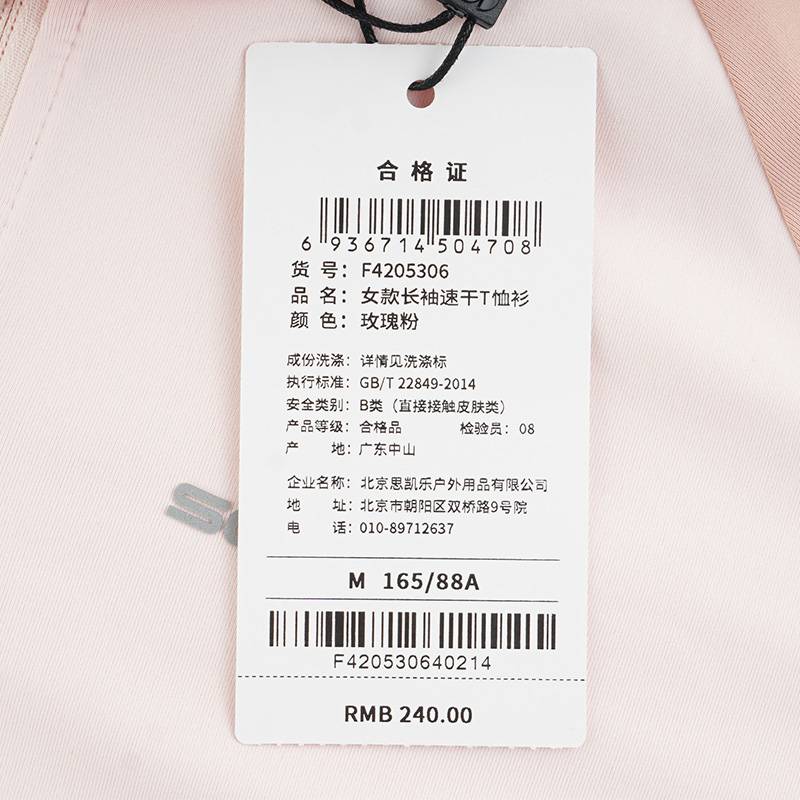 合格证
6 936714 504708
货 号：F4205306
品 名：女款长袖速干T恤衫
颜 色：玫瑰粉
成份洗涤：详情见洗涤标
执行标准：GB/T 22849-2014
安全类别：B类（直接接触皮肤类）
产品等级：合格品 检验员：08
产 地：广东中山
企业名称：北京思凯乐户外用品有限公司
地 址：北京市朝阳区双桥路9号院
电 话：010-89712637
M 165/88A
F420530640214
RMB 240.00